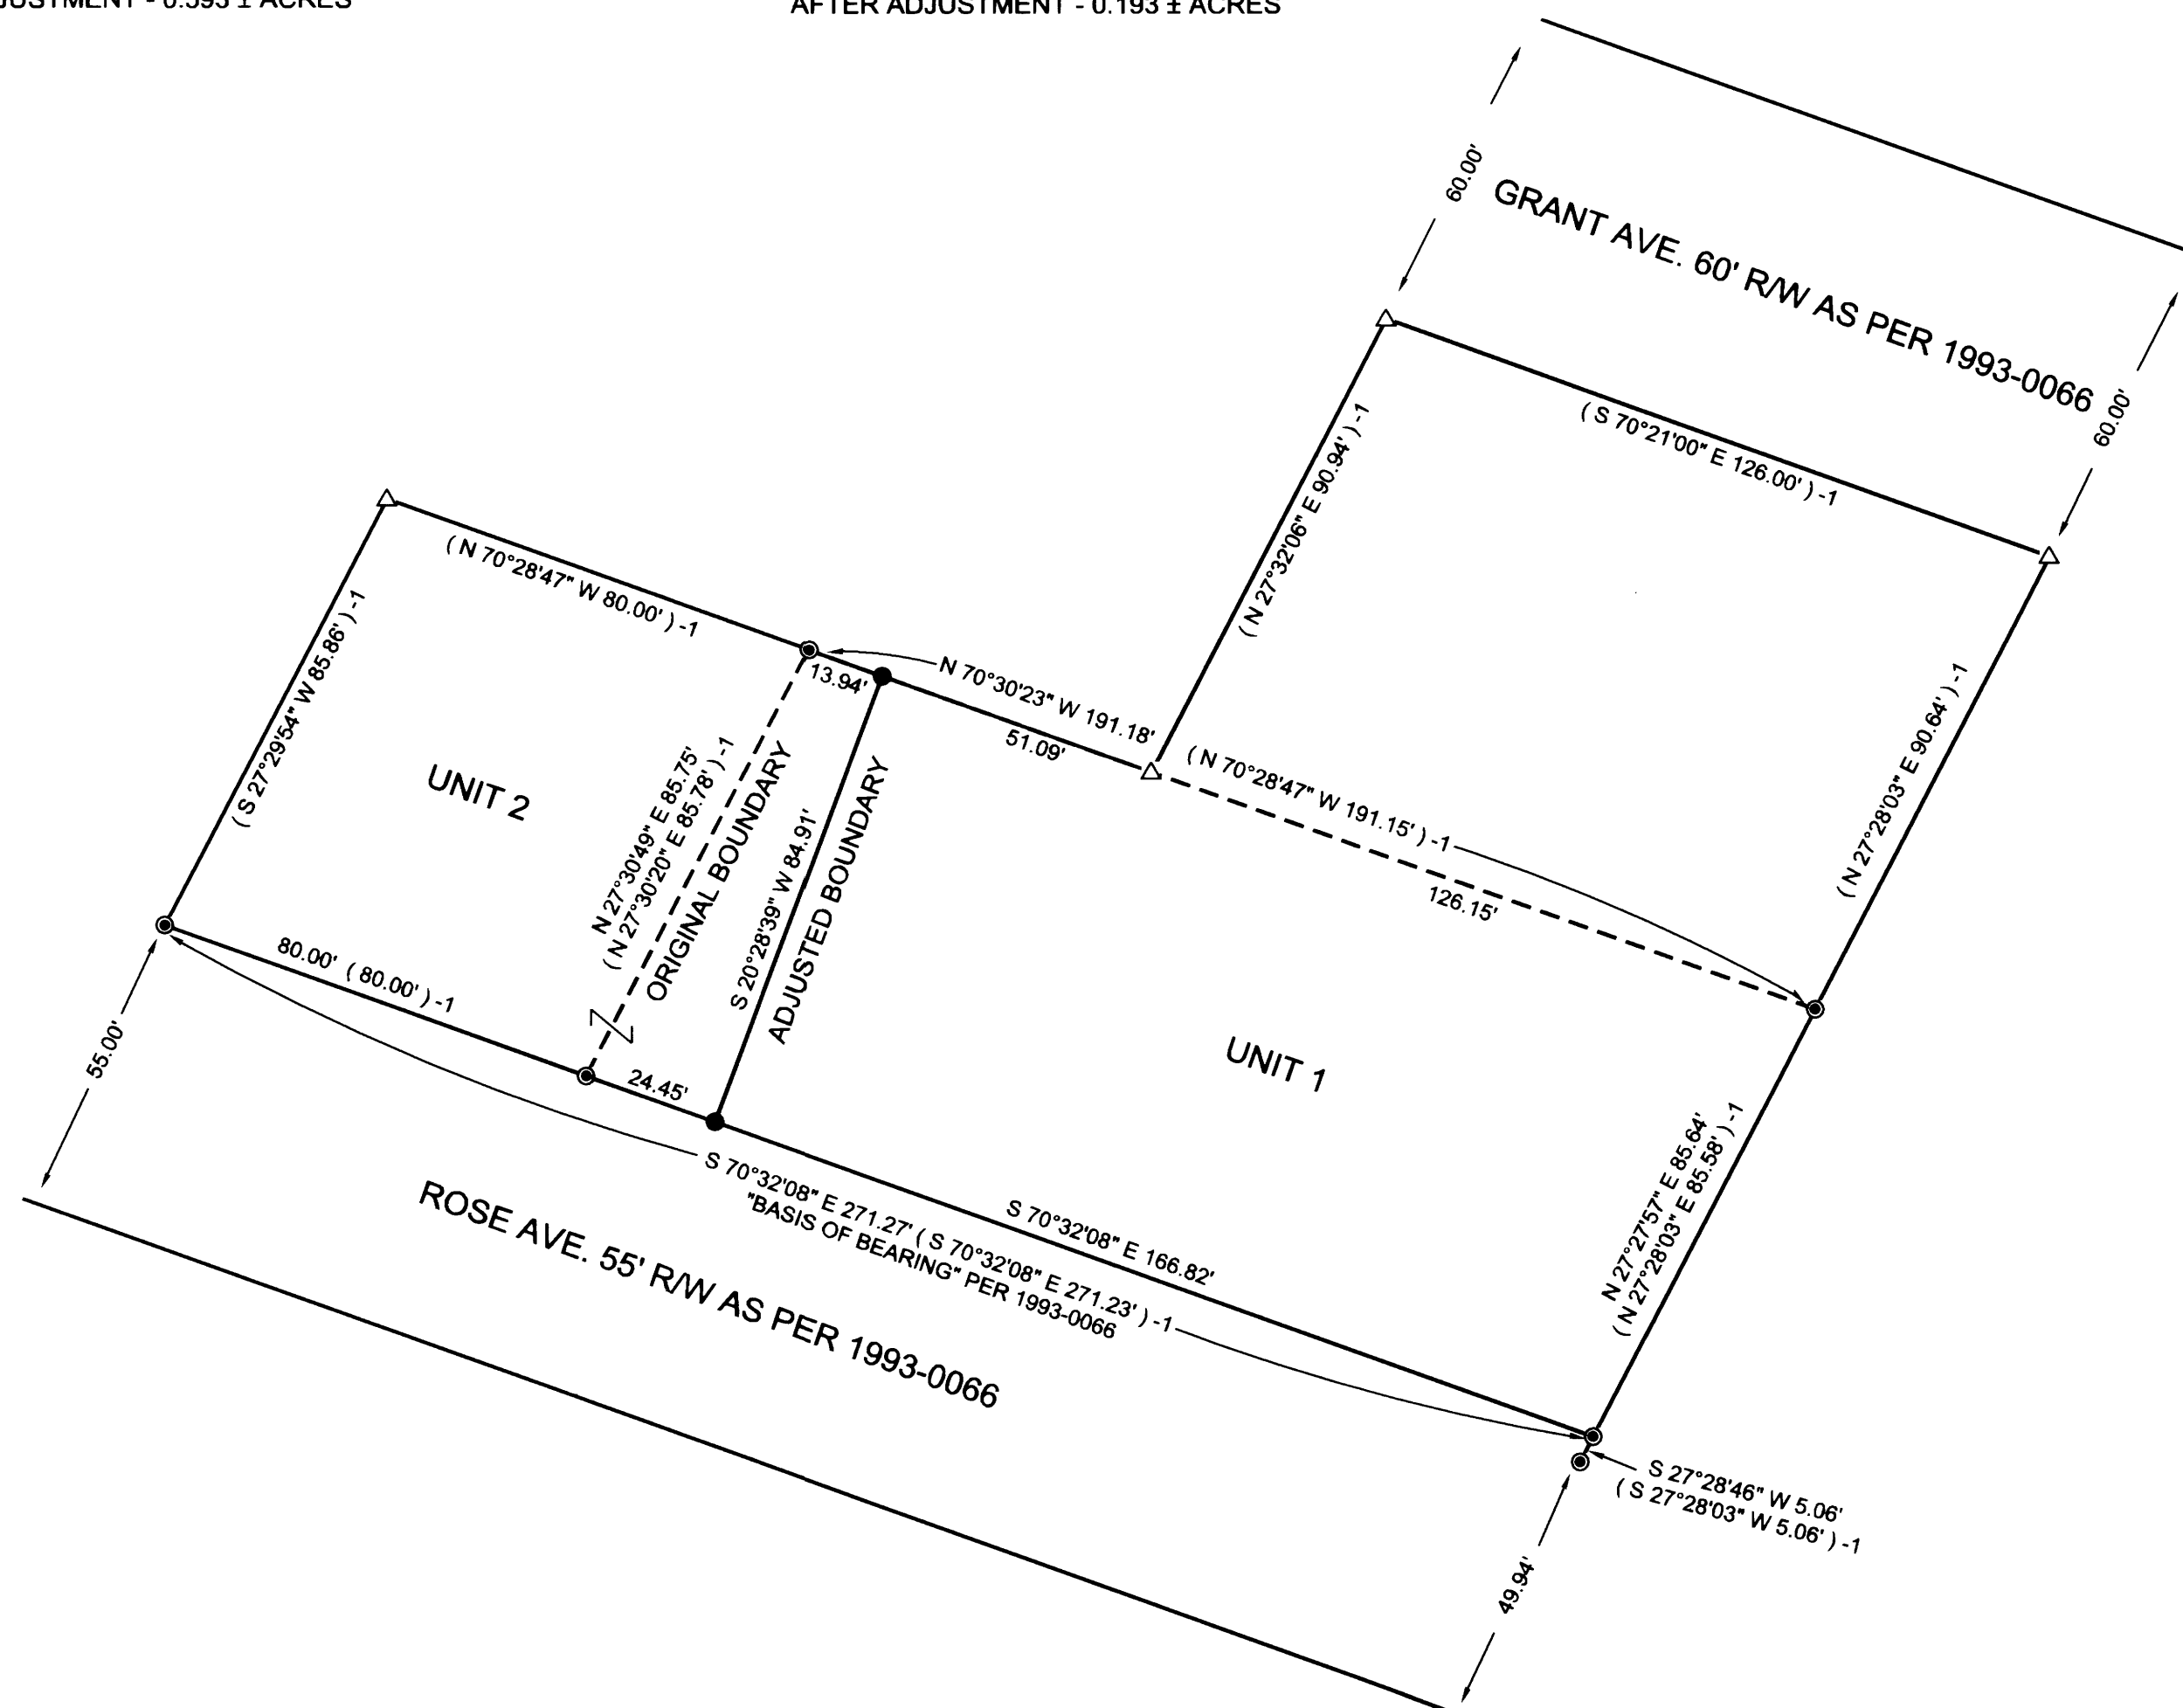 JUSTMENT - 0.593 ± ACRES
AFTER ADJUSTMENT - 0.193 ± ACRES
60.00'
GRANT AVE. 60' R/W AS PER 1993-0066
60.00'
( S 70°21'00" E 126.00' ) -1
( N 27°32'06" E 90.94' ) -1
( N 70°28'47" W 80.00' ) -1
( S 27°29'54" W 85.86' ) -1
13.94'
N 70°30'23" W 191.18'
51.09'
( N 70°28'47" W 191.15' ) -1
126.15'
( N 27°28'03" E 90.64' ) -1
UNIT 2
N 27°30'49" E 85.75'
( N 27°30'20" E 85.78' ) -1
ORIGINAL BOUNDARY
S 20°28'39" W 84.91'
ADJUSTED BOUNDARY
80.00' ( 80.00' ) -1
24.45'
55.00'
UNIT 1
N 27°27'57" E 85.64'
( N 27°28'03" E 85.58' ) -1
S 70°32'08" E 166.82'
S 70°32'08" E 271.27' ( S 70°32'08" E 271.23' ) -1
"BASIS OF BEARING" PER 1993-0066
ROSE AVE. 55' R/W AS PER 1993-0066
S 27°28'46" W 5.06'
( S 27°28'03" W 5.06' ) -1
49.94'